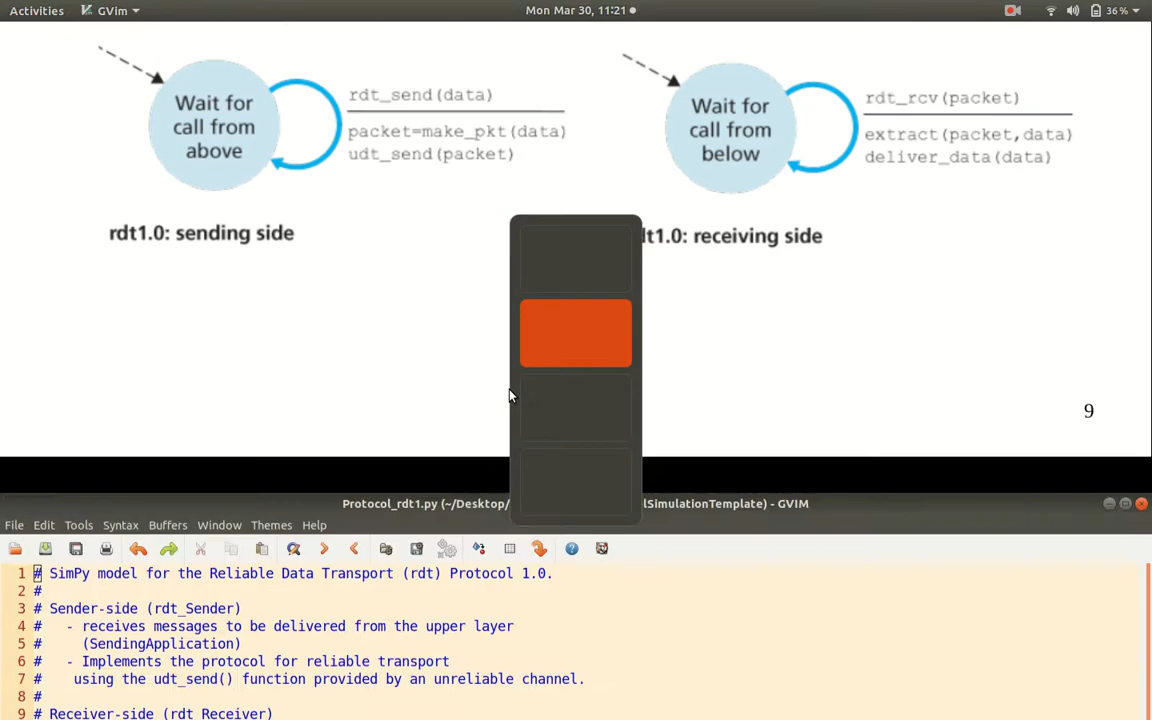 Activities GVim Mon Mar 30, 11:21 36%
Wait for
call from
above
rdt_send(data)
packet=make_pkt(data)
udt_send(packet)
rdt1.0: sending side
Wait for
call from
below
rdt_rcv(packet)
extract(packet,data)
deliver_data(data)
dt1.0: receiving side
9
Protocol_rdt1.py (~/Desktop/ lSimulationTemplate) - GVIM
File Edit Tools Syntax Buffers Window Themes Help
1 # SimPy model for the Reliable Data Transport (rdt) Protocol 1.0.
2 #
3 # Sender-side (rdt_Sender)
4 # - receives messages to be delivered from the upper layer
5 # (SendingApplication)
6 # - Implements the protocol for reliable transport
7 # using the udt_send() function provided by an unreliable channel.
8 #
9 # Receiver-side (rdt_Receiver)